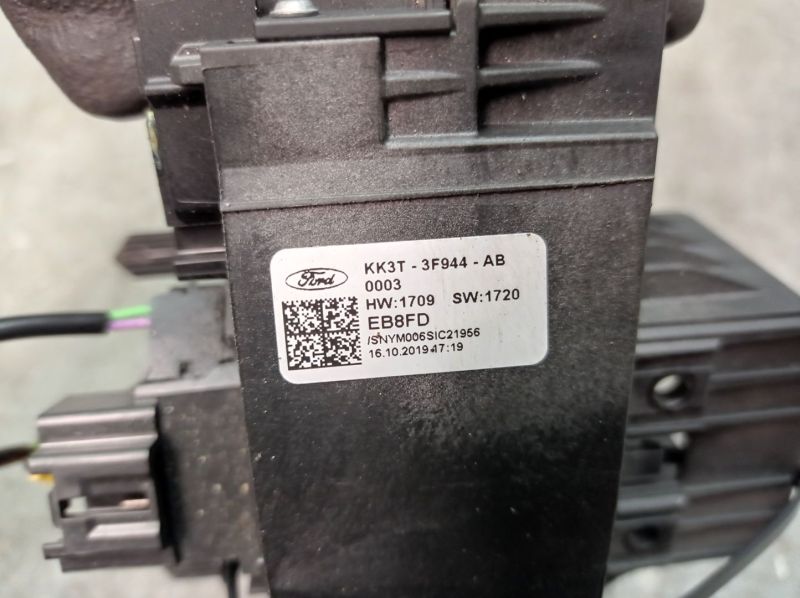 Ford
KK3T - 3F944 - AB
0003
HW:1709 SW:1720
EB8FD
/SNYM006SIC21956
16.10.2019 17:19